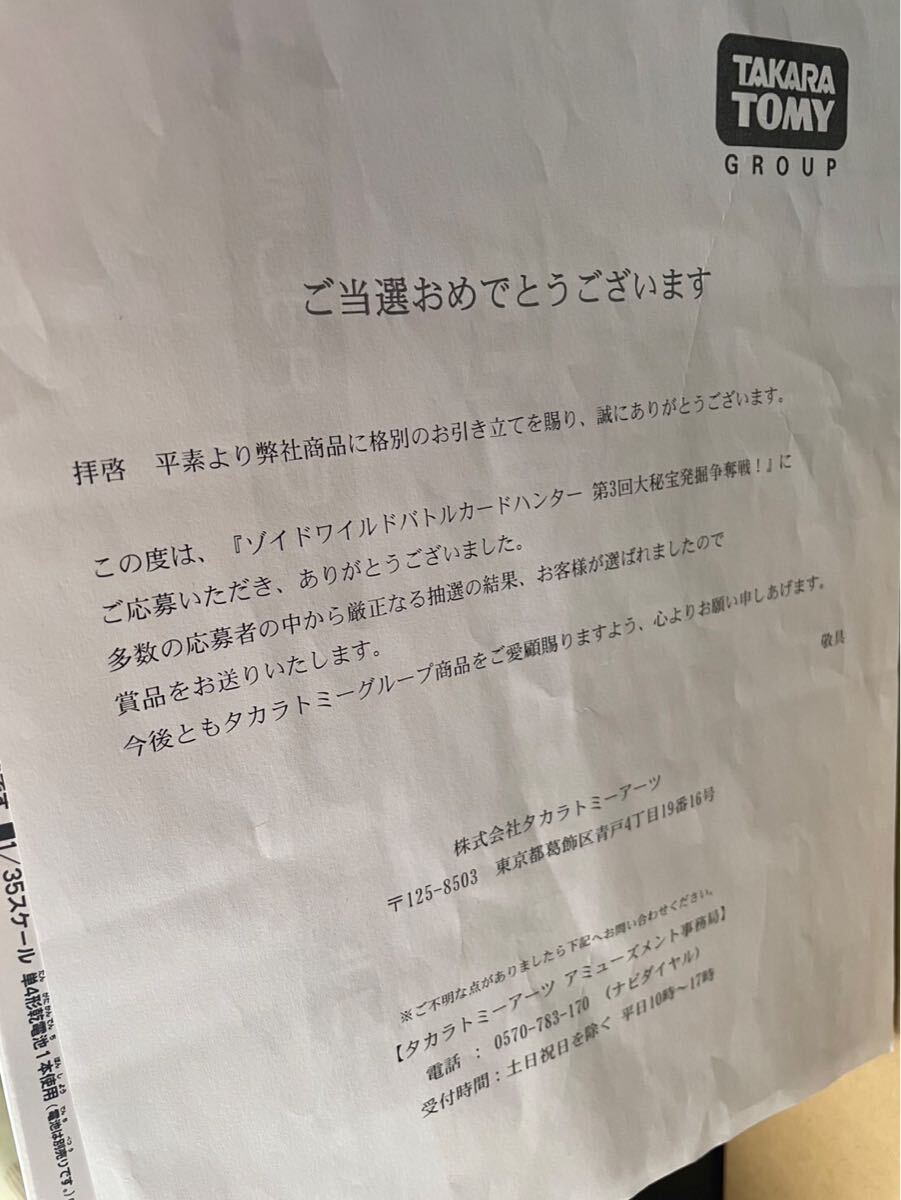 TAKARA
TOMY
GROUP
ご当選おめでとうございます
拝啓　平素より弊社商品に格別のお引き立てを賜り、誠にありがとうございます。
この度は、『ゾイドワイルドバトルカードハンター 第3回大秘宝発掘争奪戦！』に
ご応募いただき、ありがとうございました。
多数の応募者の中から厳正なる抽選の結果、お客様が選ばれましたので
賞品をお送りいたします。
今後ともタカラトミーグループ商品をご愛顧賜りますよう、心よりお願い申しあげます。
敬具
株式会社タカラトミーアーツ
〒125-8503　東京都葛飾区青戸4丁目19番16号
※ご不明な点がありましたら下記へお問い合わせください。
【タカラトミーアーツ アミューズメント事務局】
電話 : 0570-783-170 (ナビダイヤル)
受付時間：土日祝日を除く 平日10時～17時
です ■1/35スケール 単4形乾電池1本使用(電池は別売りです。)